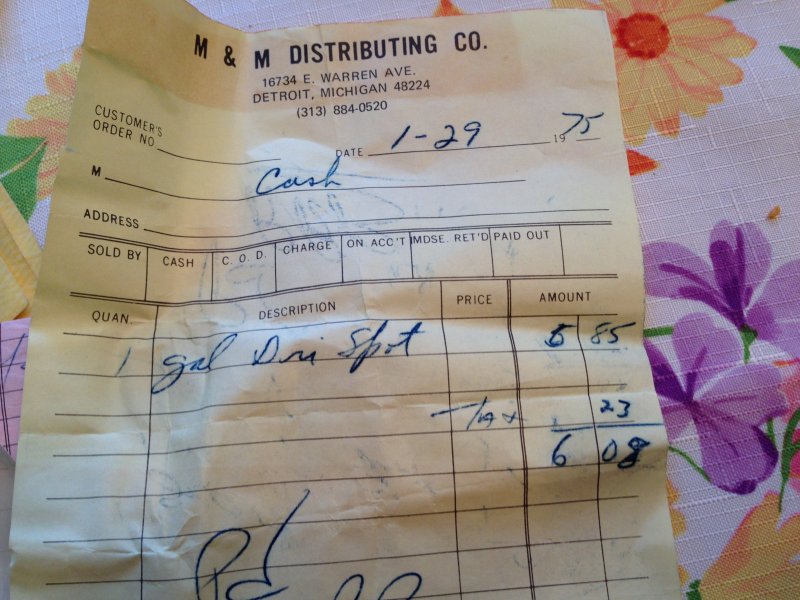 M & M DISTRIBUTING CO.
16734 E. WARREN AVE.
DETROIT, MICHIGAN 48224
(313) 884-0520
CUSTOMER'S
ORDER NO.
DATE 1-29 1975
M Cash
ADDRESS
SOLD BY CASH C. O. D. CHARGE ON ACC'T MDSE. RET'D PAID OUT
QUAN. DESCRIPTION PRICE AMOUNT
1 gal Dri Spot 5 85
Tax 23
6 08
Pd